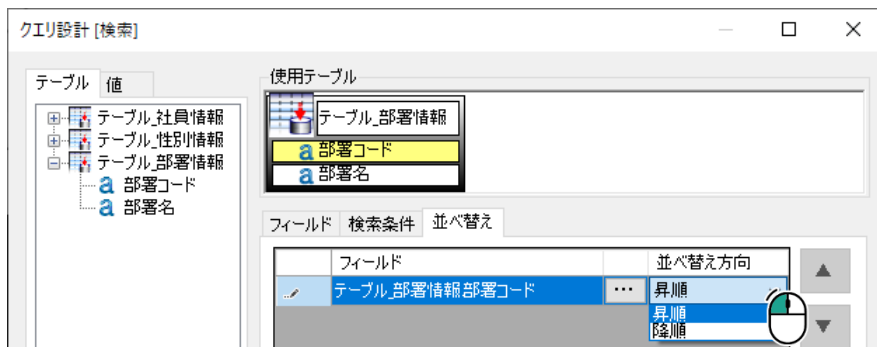 クエリ設計 [検索]
テーブル 値
テーブル_社員情報
テーブル_性別情報
テーブル_部署情報
a 部署コード
a 部署名
使用テーブル
テーブル_部署情報
a 部署コード
a 部署名
フィールド 検索条件 並べ替え
フィールド 並べ替え方向
テーブル_部署情報.部署コード ... 昇順
昇順
降順